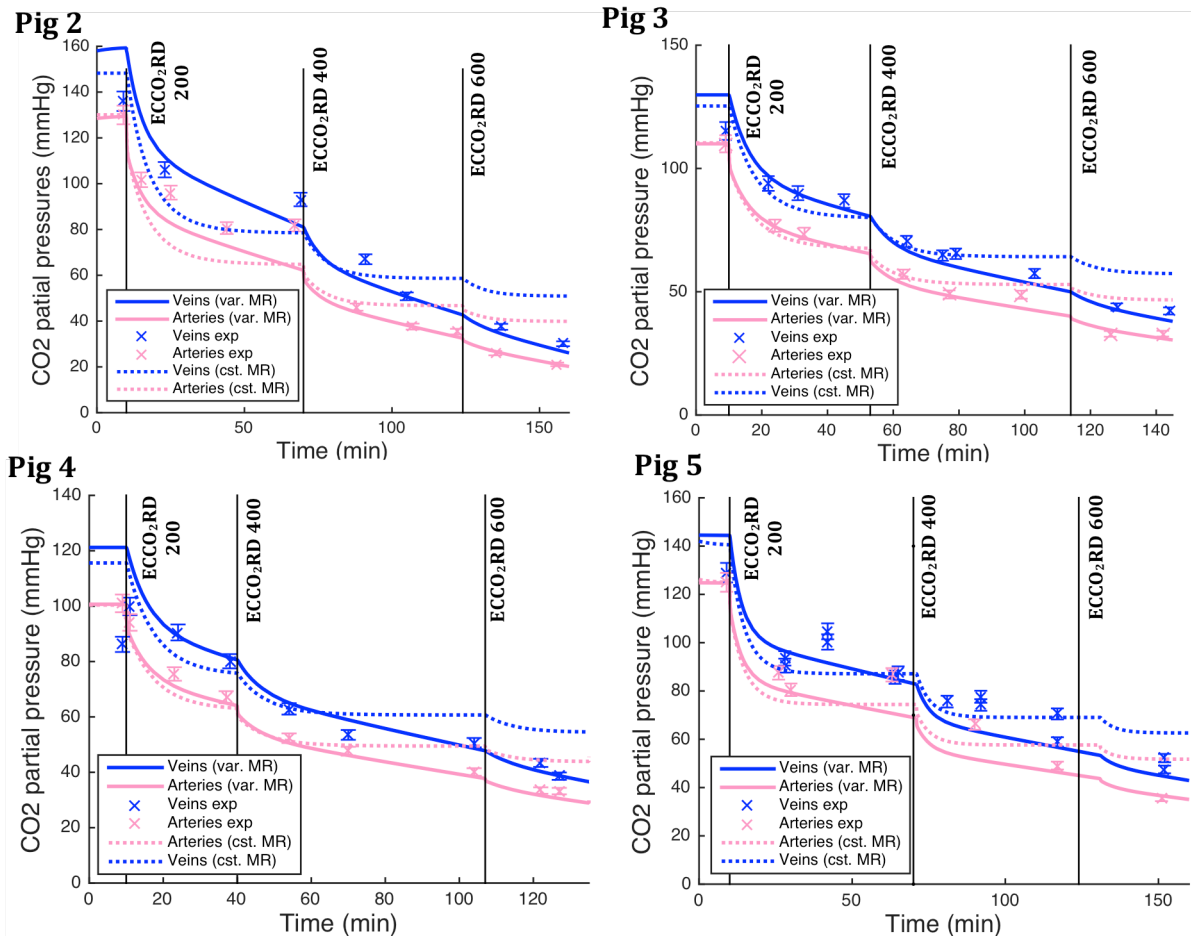 Pig 2
CO2 partial pressures (mmHg)
160
140
120
100
80
60
40
20
0
ECCO₂RD
200
ECCO₂RD 400
ECCO₂RD 600
Veins (var. MR)
Arteries (var. MR)
Veins exp
Arteries exp
Veins (cst. MR)
Arteries (cst. MR)
0 50 100 150
Time (min)
Pig 3
CO2 partial pressure (mmHg)
150
100
50
0
ECCO₂RD
200
ECCO₂RD 400
ECCO₂RD 600
Veins (var. MR)
Arteries (var. MR)
Veins exp
Arteries exp
Arteries (cst. MR)
Veins (cst. MR)
0 20 40 60 80 100 120 140
Time (min)
Pig 4
CO2 partial pressure (mmHg)
140
120
100
80
60
40
20
0
ECCO₂RD
200
ECCO₂RD 400
ECCO₂RD 600
Veins (var. MR)
Arteries (var. MR)
Veins exp
Arteries exp
Arteries (cst. MR)
Veins (cst. MR)
0 20 40 60 80 100 120
Time (min)
Pig 5
CO2 partial pressure (mmHg)
160
140
120
100
80
60
40
20
0
ECCO₂RD
200
ECCO₂RD 400
ECCO₂RD 600
Veins (var. MR)
Arteries (var. MR)
Veins exp
Arteries exp
Arteries (cst. MR)
Veins (cst. MR)
0 50 100 150
Time (min)